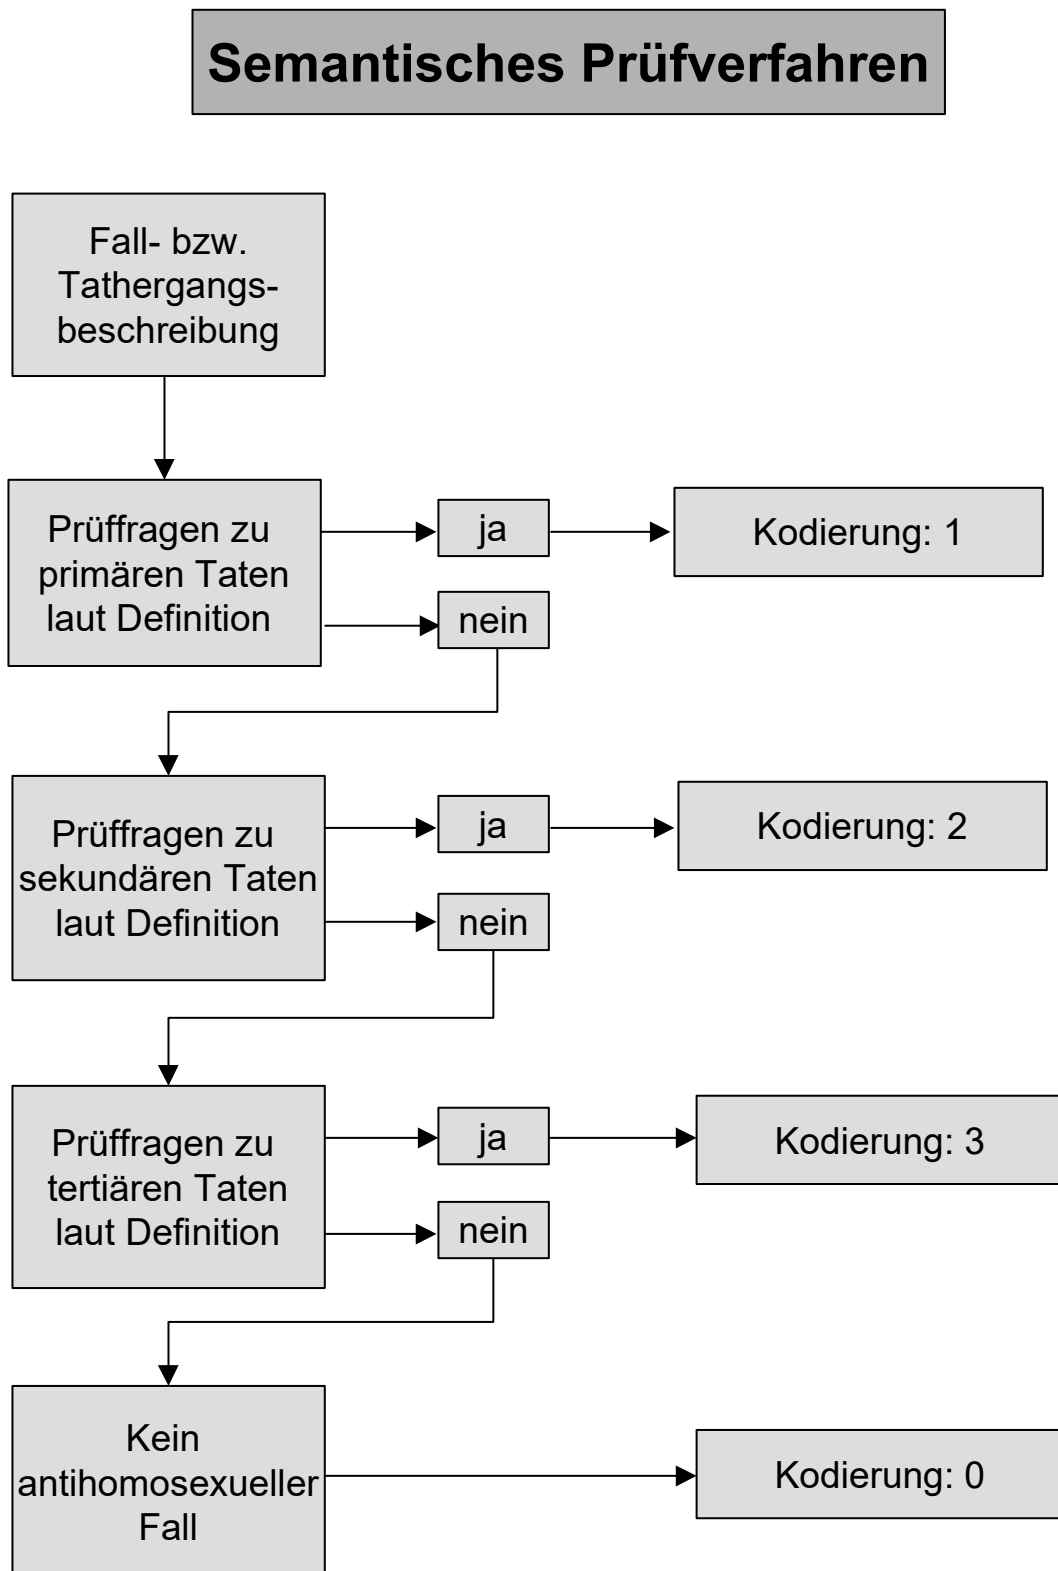 Semantisches Prüfverfahren
Fall- bzw.
Tathergangs-
beschreibung
Prüffragen zu
primären Taten
laut Definition
ja
Kodierung: 1
nein
Prüffragen zu
sekundären Taten
laut Definition
ja
Kodierung: 2
nein
Prüffragen zu
tertiären Taten
laut Definition
ja
Kodierung: 3
nein
Kein
antihomosexueller
Fall
Kodierung: 0